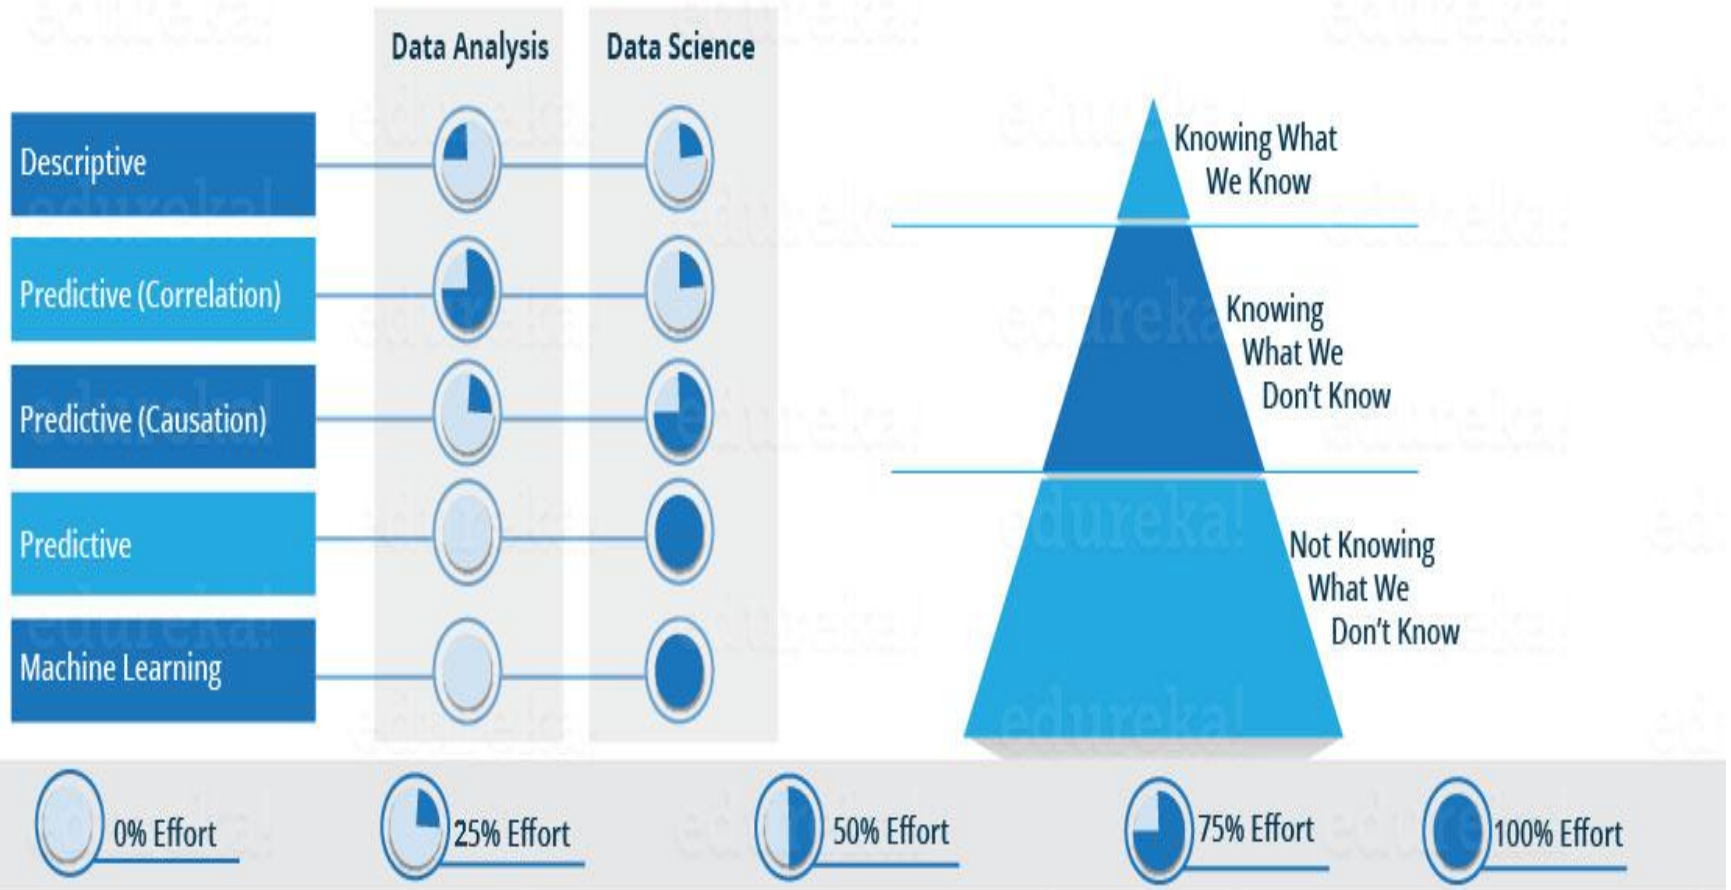 Data Analysis
Data Science
Descriptive
Predictive (Correlation)
Predictive (Causation)
Predictive
Machine Learning
Knowing What
We Know
Knowing
What We
Don't Know
Not Knowing
What We
Don't Know
0% Effort
25% Effort
50% Effort
75% Effort
100% Effort
edureka!